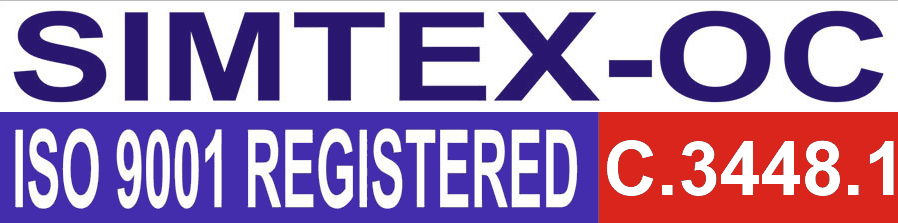 SIMTEX-OC
ISO 9001 REGISTERED C.3448.1